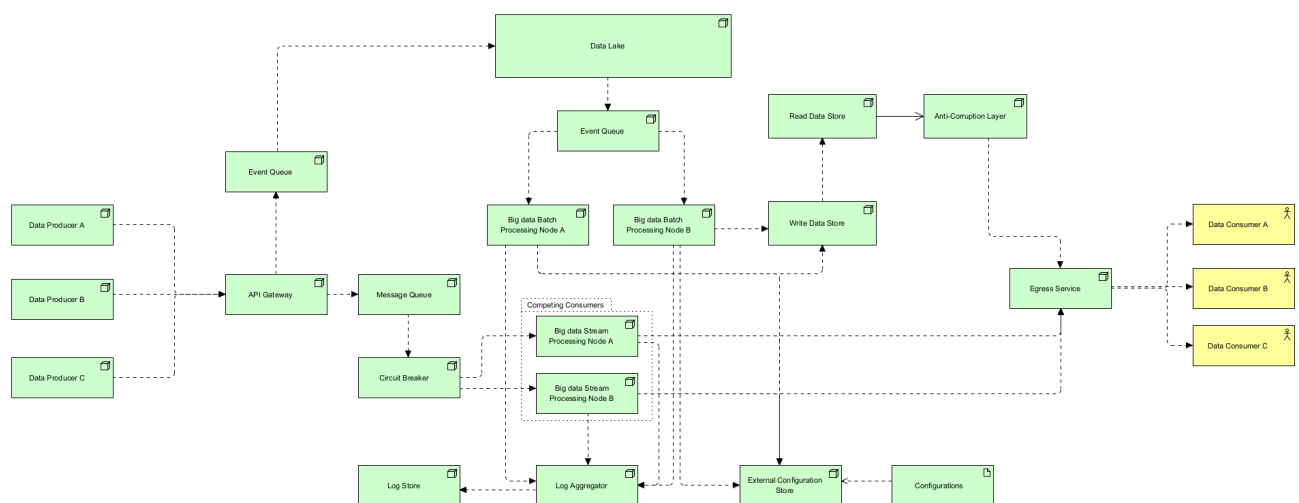 Data Lake
Event Queue
Read Data Store
Anti-Corruption Layer
Event Queue
Data Producer A
Big data Batch
Processing Node A
Big data Batch
Processing Node B
Write Data Store
Data Consumer A
Data Producer B
API Gateway
Message Queue
Egress Service
Data Consumer B
Competing Consumers
Big data Stream
Processing Node A
Data Consumer C
Data Producer C
Circuit Breaker
Big data Stream
Processing Node B
Log Store
Log Aggregator
External Configuration
Store
Configurations